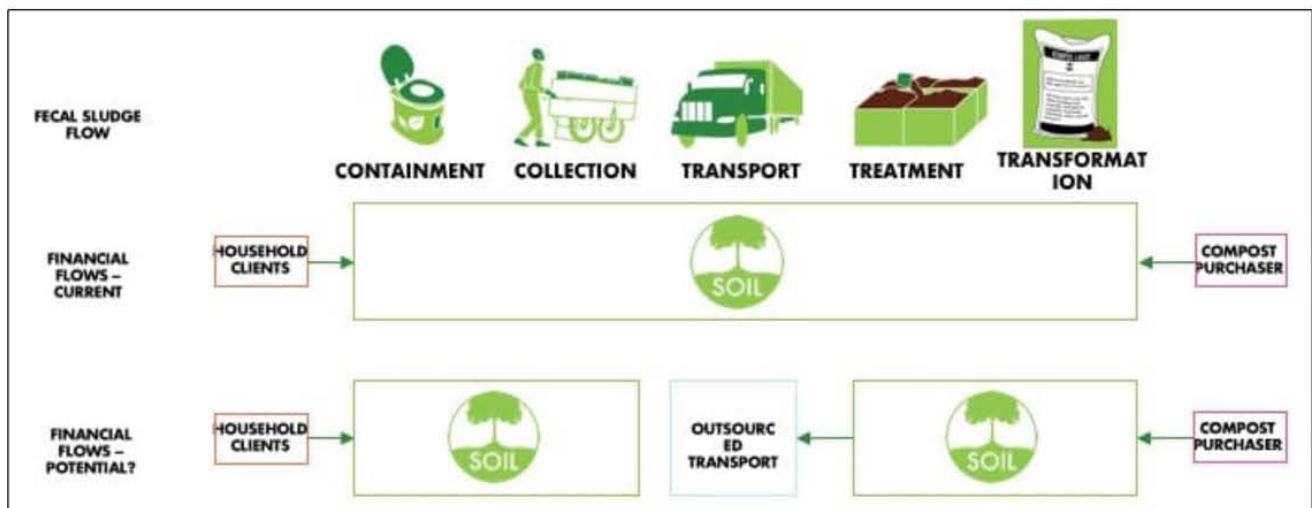 FECAL SLUDGE
FLOW
CONTAINMENT
COLLECTION
TRANSPORT
TREATMENT
TRANSFORMAT
ION
FINANCIAL
FLOWS –
CURRENT
HOUSEHOLD
CLIENTS
SOIL
COMPOST
PURCHASER
FINANCIAL
FLOWS –
POTENTIAL?
HOUSEHOLD
CLIENTS
SOIL
OUTSOURC
ED
TRANSPORT
SOIL
COMPOST
PURCHASER